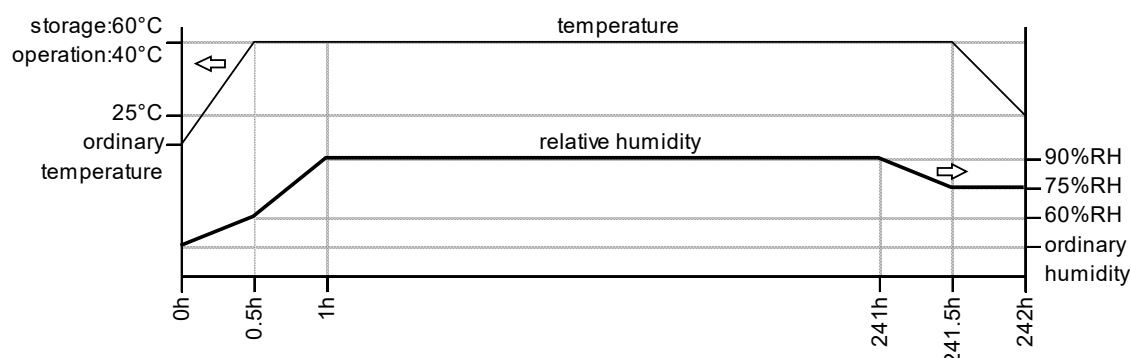 storage:60°C
operation:40°C
temperature
25°C
ordinary
temperature
relative humidity
90%RH
75%RH
60%RH
ordinary
humidity
0h
0.5h
1h
241h
241.5h
242h